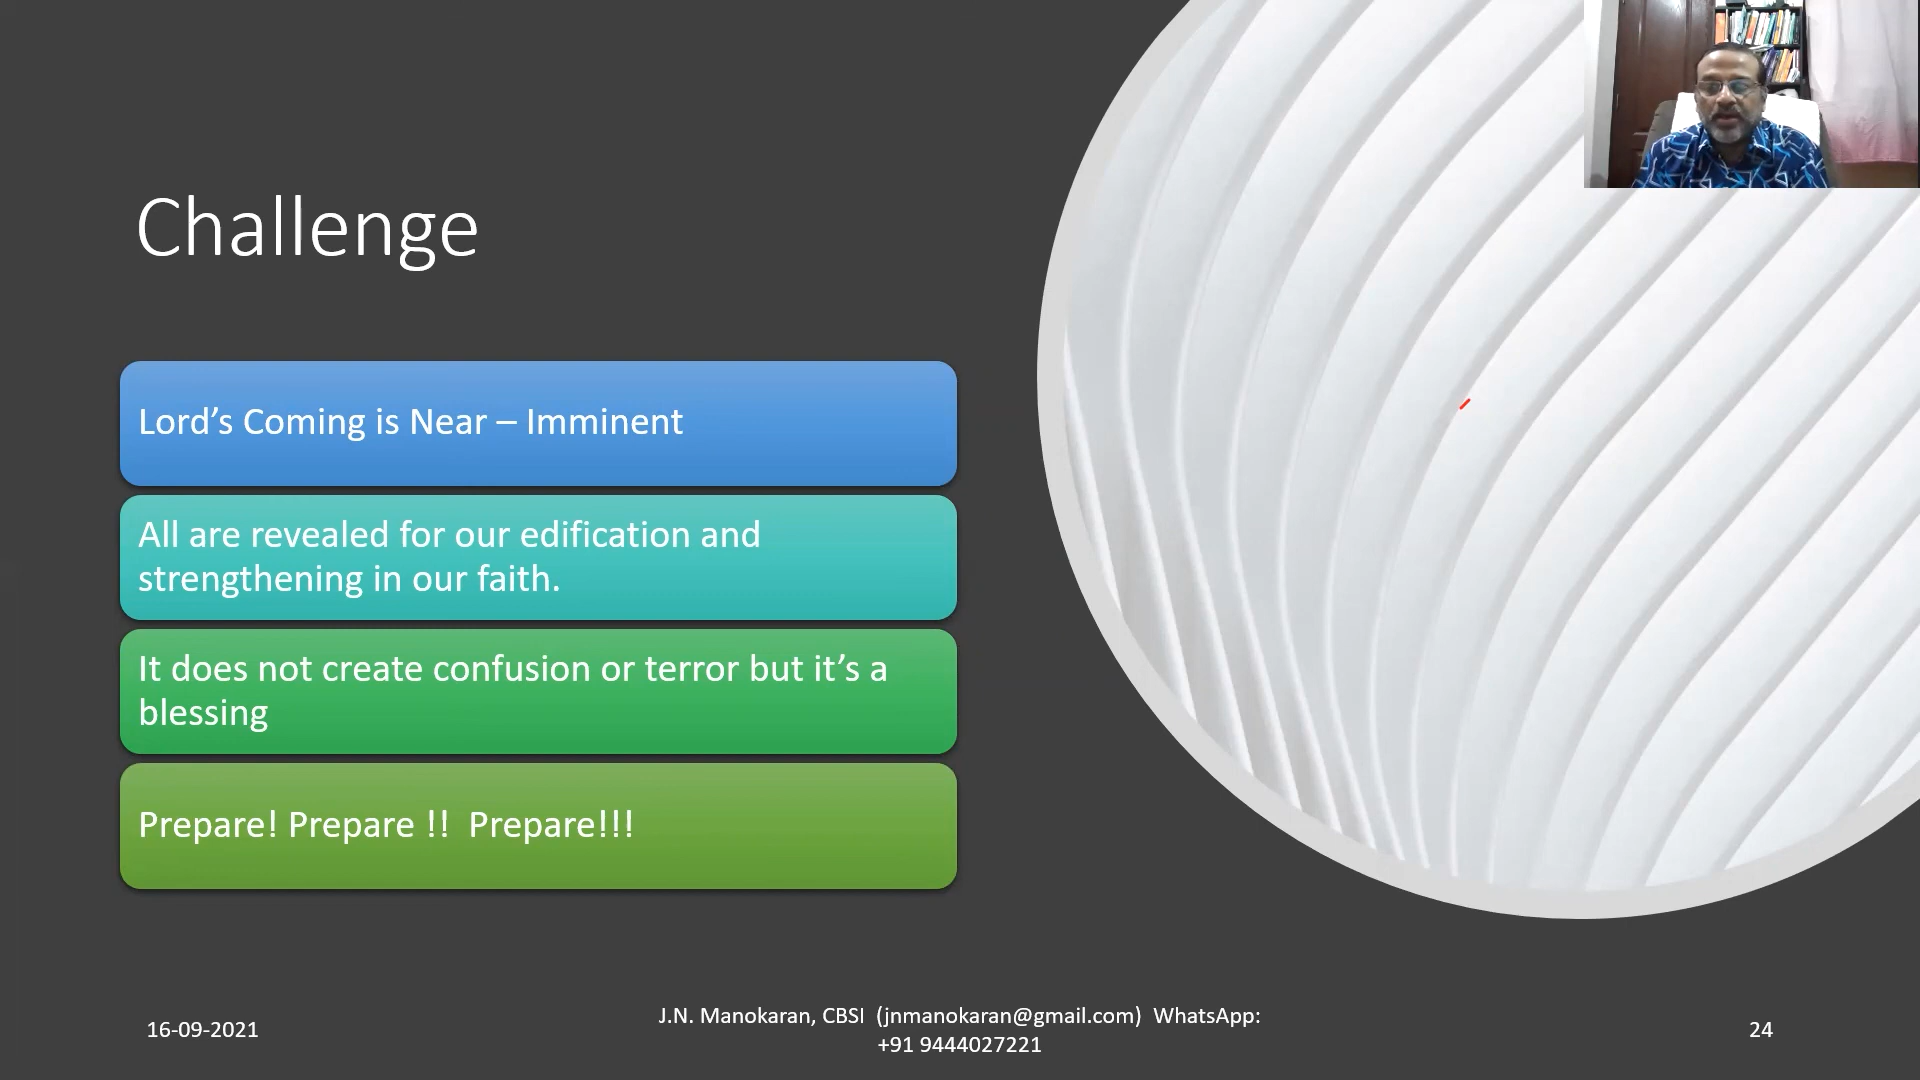 Challenge
Lord’s Coming is Near – Imminent
All are revealed for our edification and
strengthening in our faith.
It does not create confusion or terror but it’s a
blessing
Prepare! Prepare !!  Prepare!!!
16-09-2021
J.N. Manokaran, CBSI  (jnmanokaran@gmail.com)  WhatsApp:
+91 9444027221
24